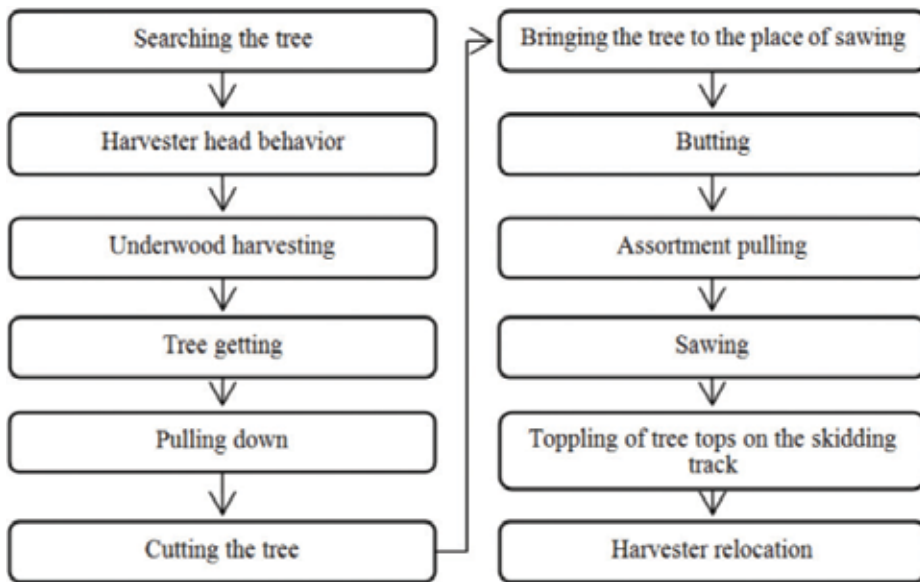 Searching the tree
Harvester head behavior
Underwood harvesting
Tree getting
Pulling down
Cutting the tree
Bringing the tree to the place of sawing
Butting
Assortment pulling
Sawing
Toppling of tree tops on the skidding
track
Harvester relocation